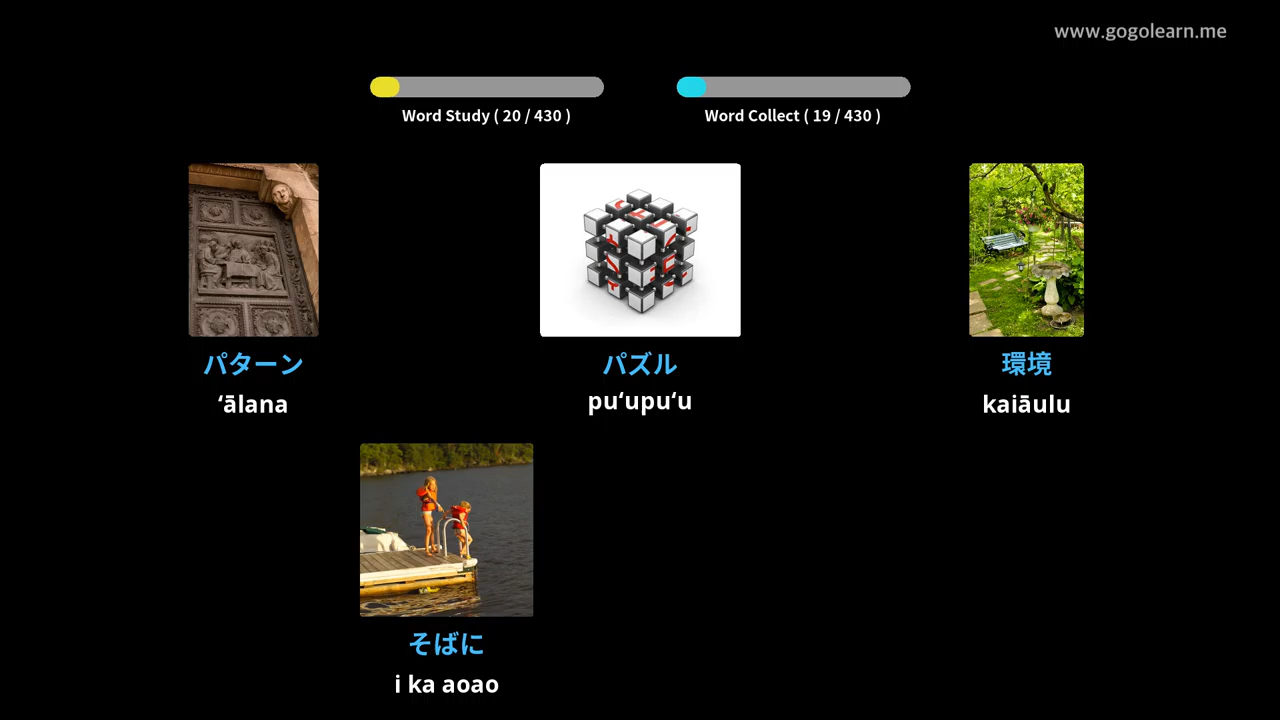 www.gogolearn.me
Word Study ( 20 / 430 )
Word Collect ( 19 / 430 )
パターン
ʻālana
パズル
puʻupuʻu
環境
kaiāulu
そばに
i ka aoao